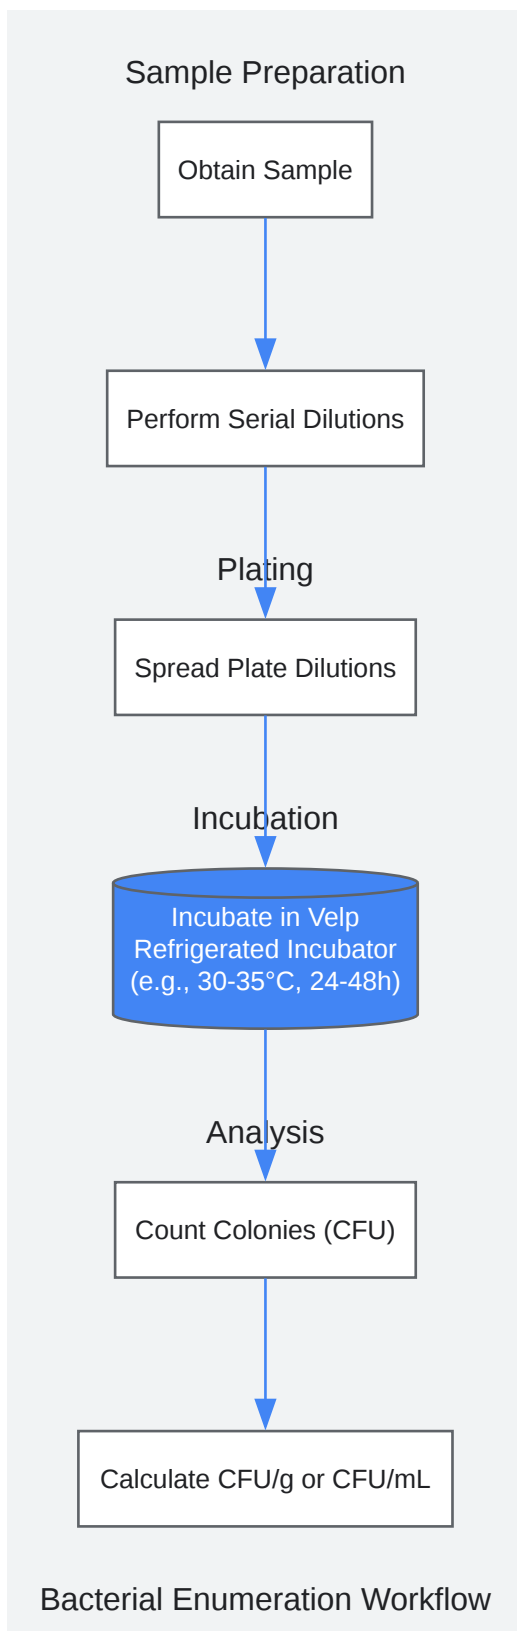 Sample Preparation
Obtain Sample
Perform Serial Dilutions
Plating
Spread Plate Dilutions
Incubation
Incubate in Velp
Refrigerated Incubator
(e.g., 30-35°C, 24-48h)
Analysis
Count Colonies (CFU)
Calculate CFU/g or CFU/mL
Bacterial Enumeration Workflow